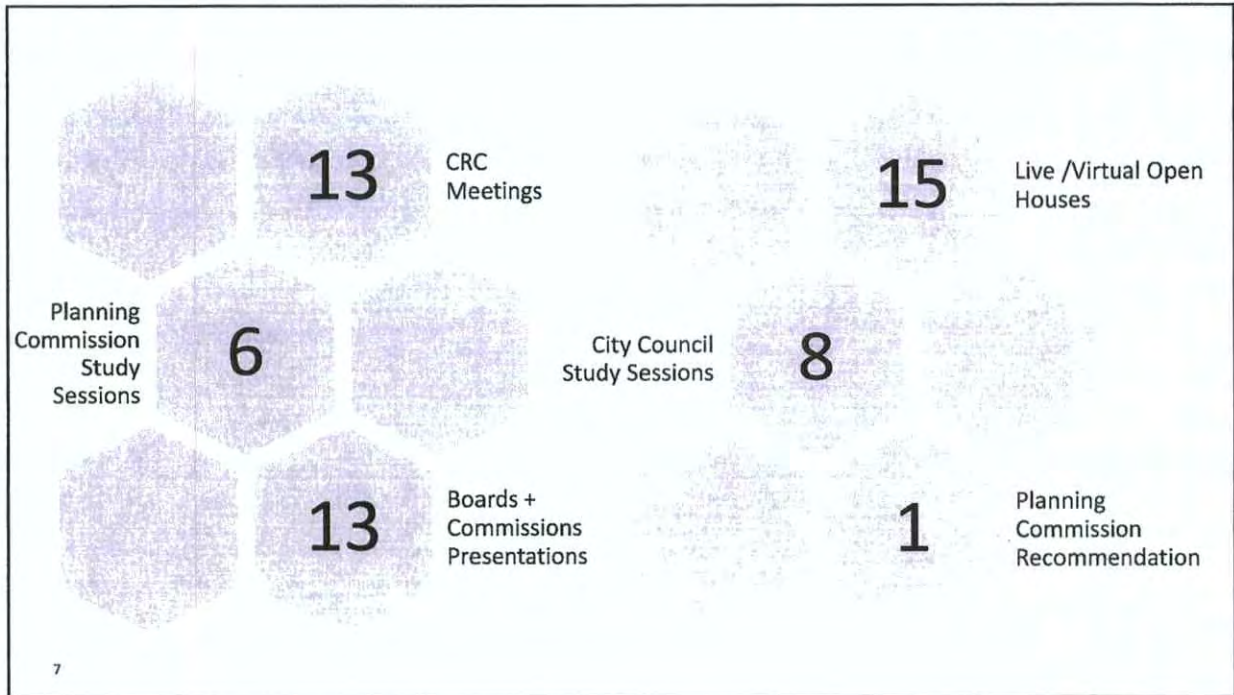 13
CRC
Meetings
Planning
Commission
Study
Sessions
6
13
Boards +
Commissions
Presentations
15
Live /Virtual Open
Houses
City Council
Study Sessions
8
1
Planning
Commission
Recommendation
7